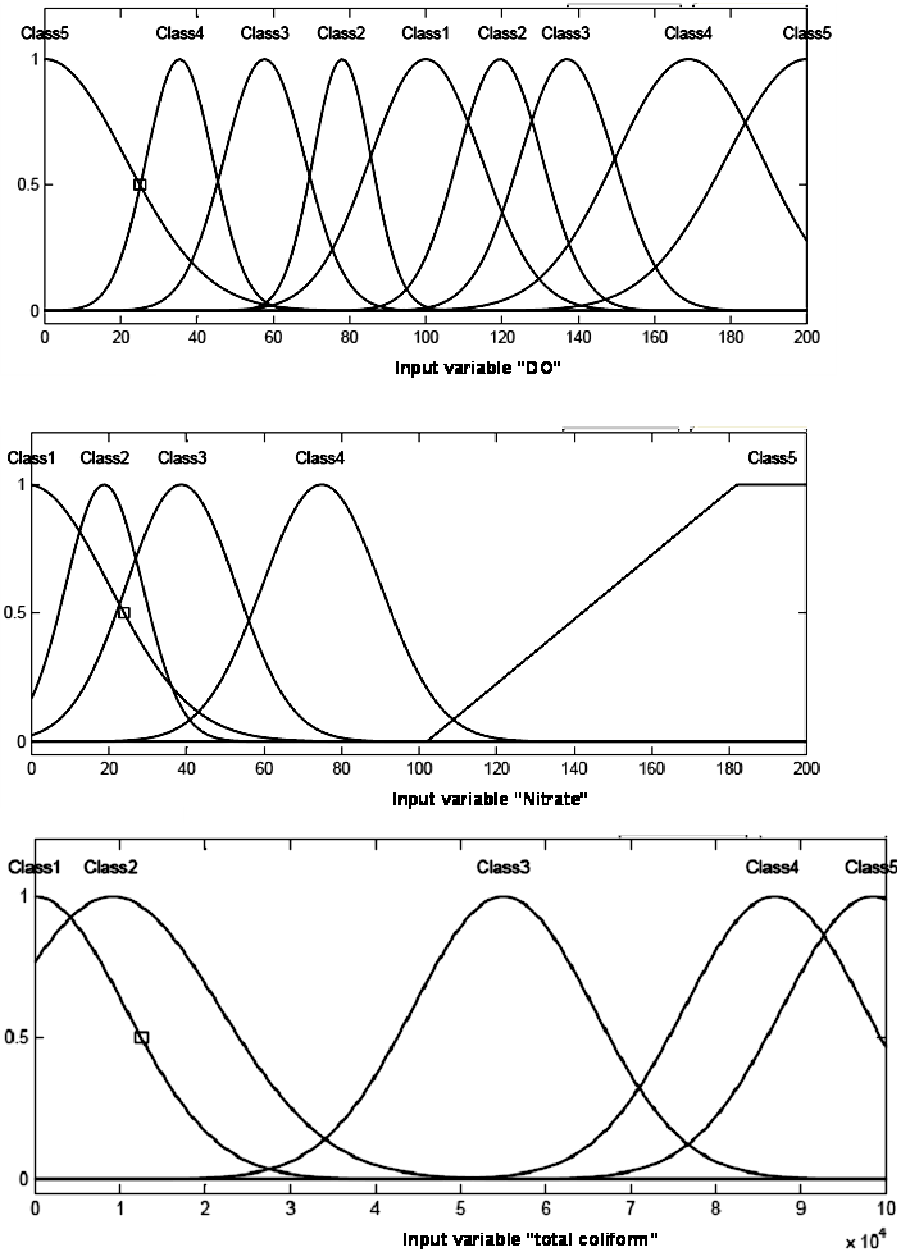 Class5 Class4 Class3 Class2 Class1 Class2 Class3 Class4 Class5
1
0.5
0
0 20 40 60 80 100 120 140 160 180 200
Input variable "DO"
Class1 Class2 Class3 Class4 Class5
1
0.5
0
0 20 40 60 80 100 120 140 160 180 200
Input variable "Nitrate"
Class1 Class2 Class3 Class4 Class5
1
0.5
0
0 1 2 3 4 5 6 7 8 9 10
Input variable "total coliform"
× 10⁴